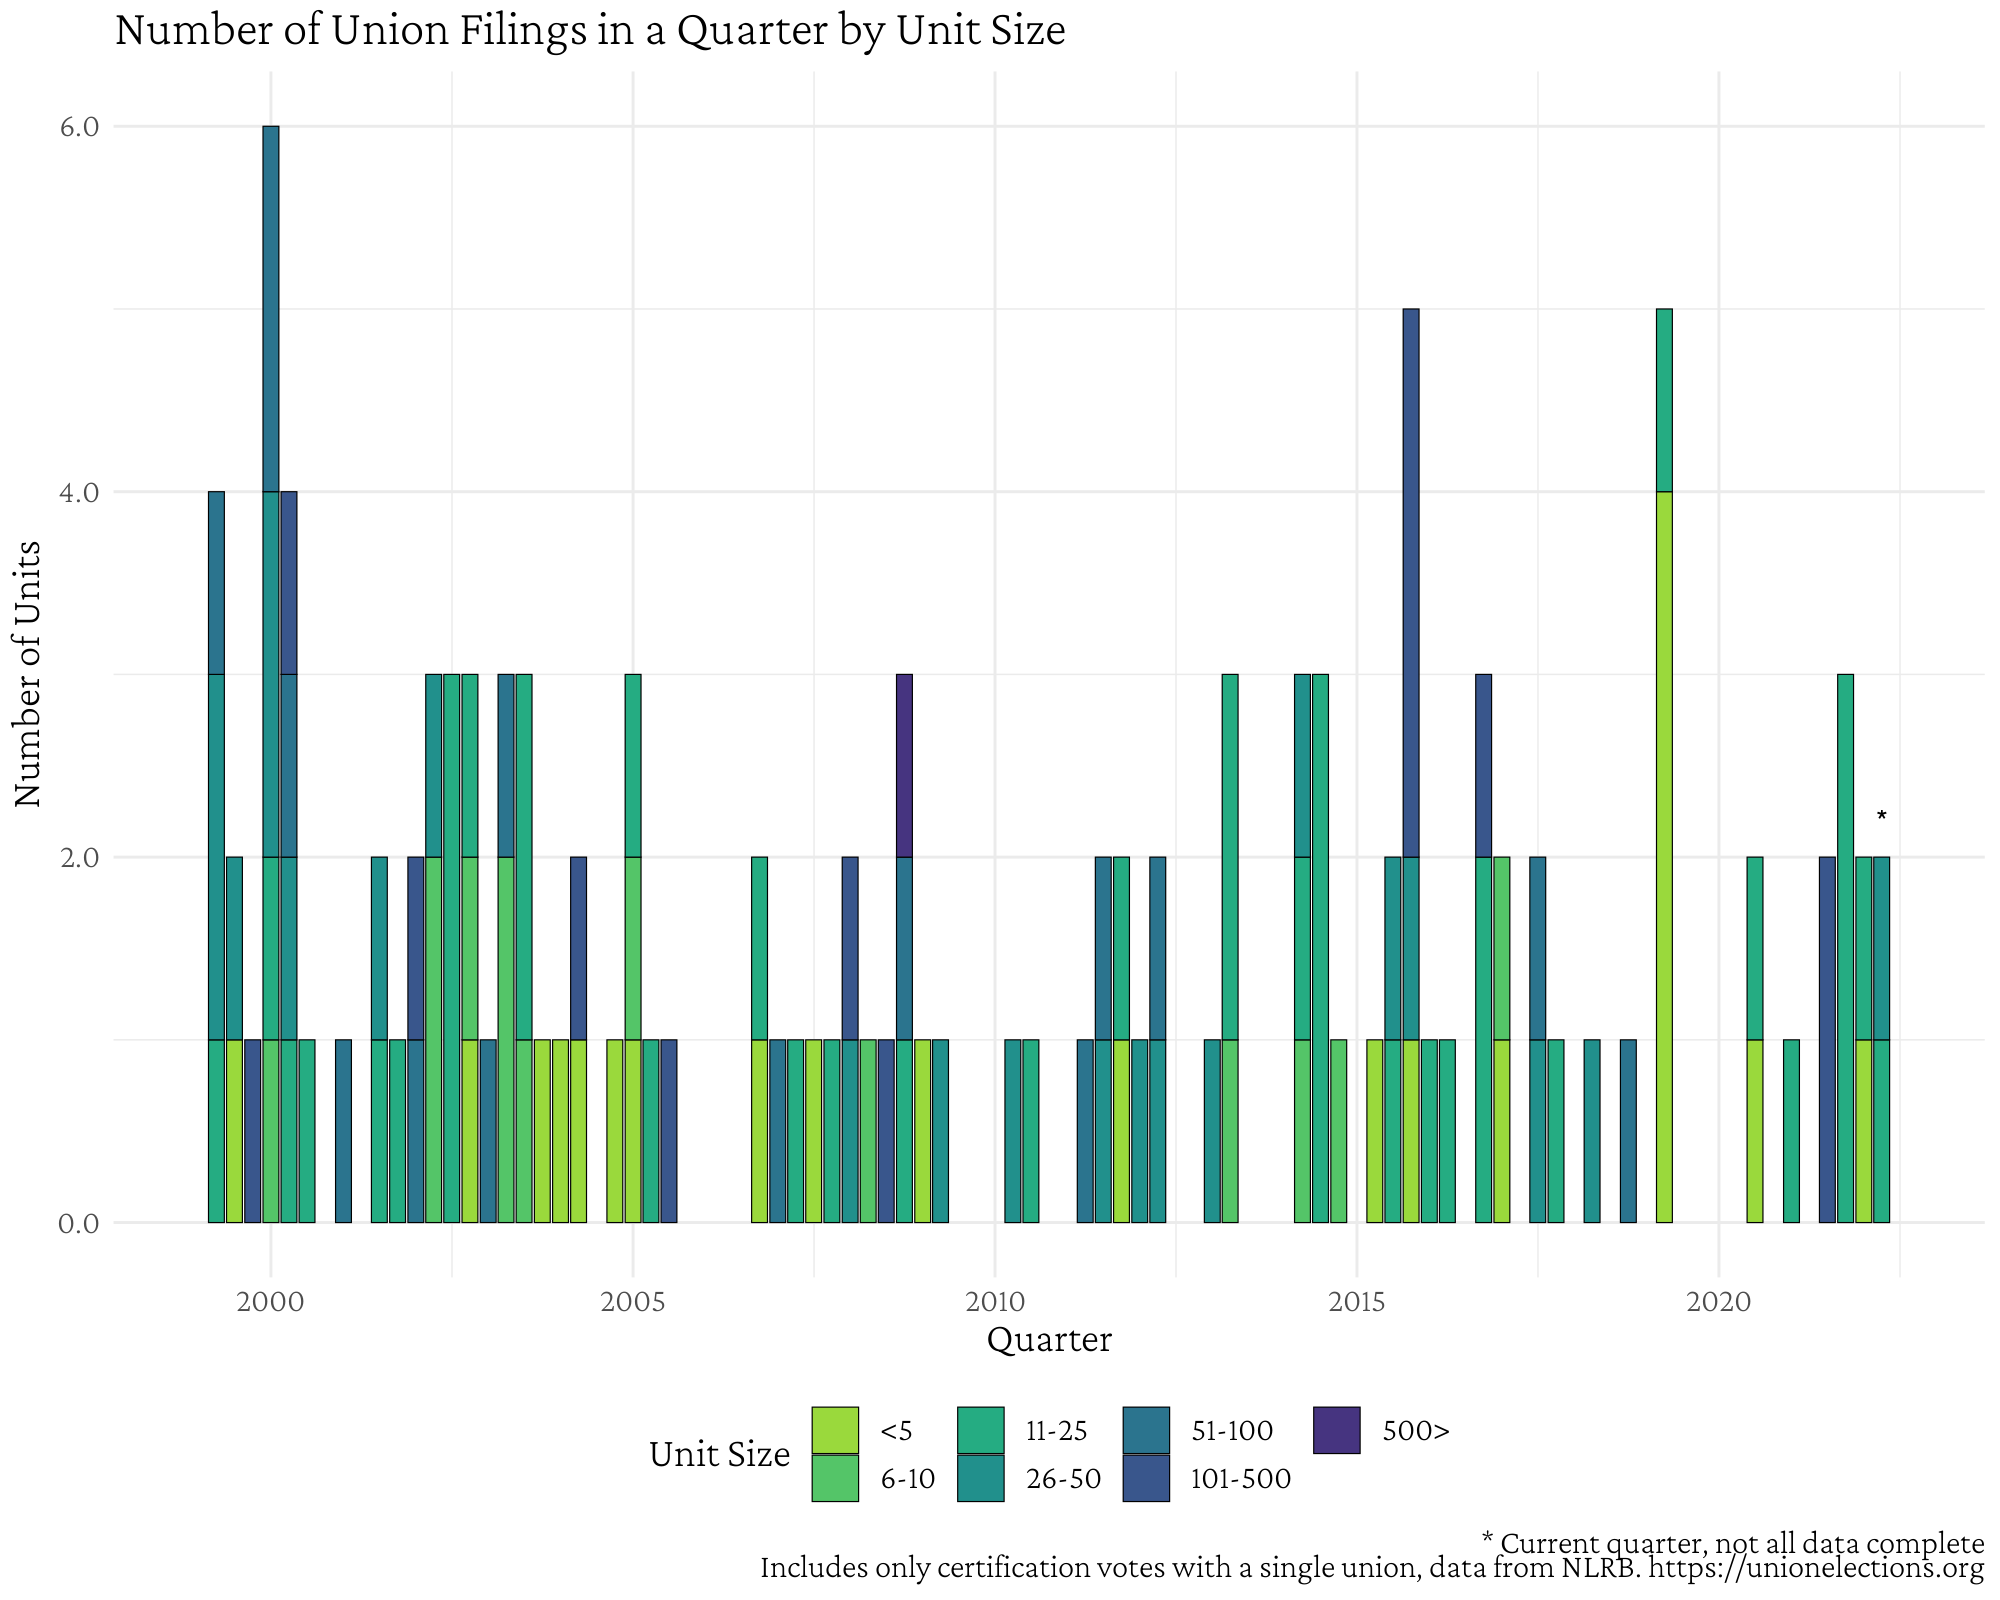 Number of Union Filings in a Quarter by Unit Size
6.0
4.0
2.0
0.0
Number of Units
*
2000 2005 2010 2015 2020
Quarter
Unit Size
<5 11-25 51-100 500>
6-10 26-50 101-500
* Current quarter, not all data complete
Includes only certification votes with a single union, data from NLRB. https://unionelections.org